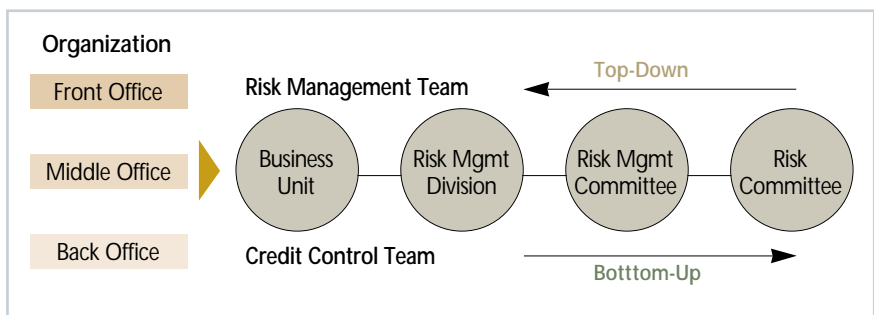 Organization
Front Office
Middle Office
Back Office
Risk Management Team
Top-Down
Business
Unit
Risk Mgmt
Division
Risk Mgmt
Committee
Risk
Committee
Credit Control Team
Botttom-Up